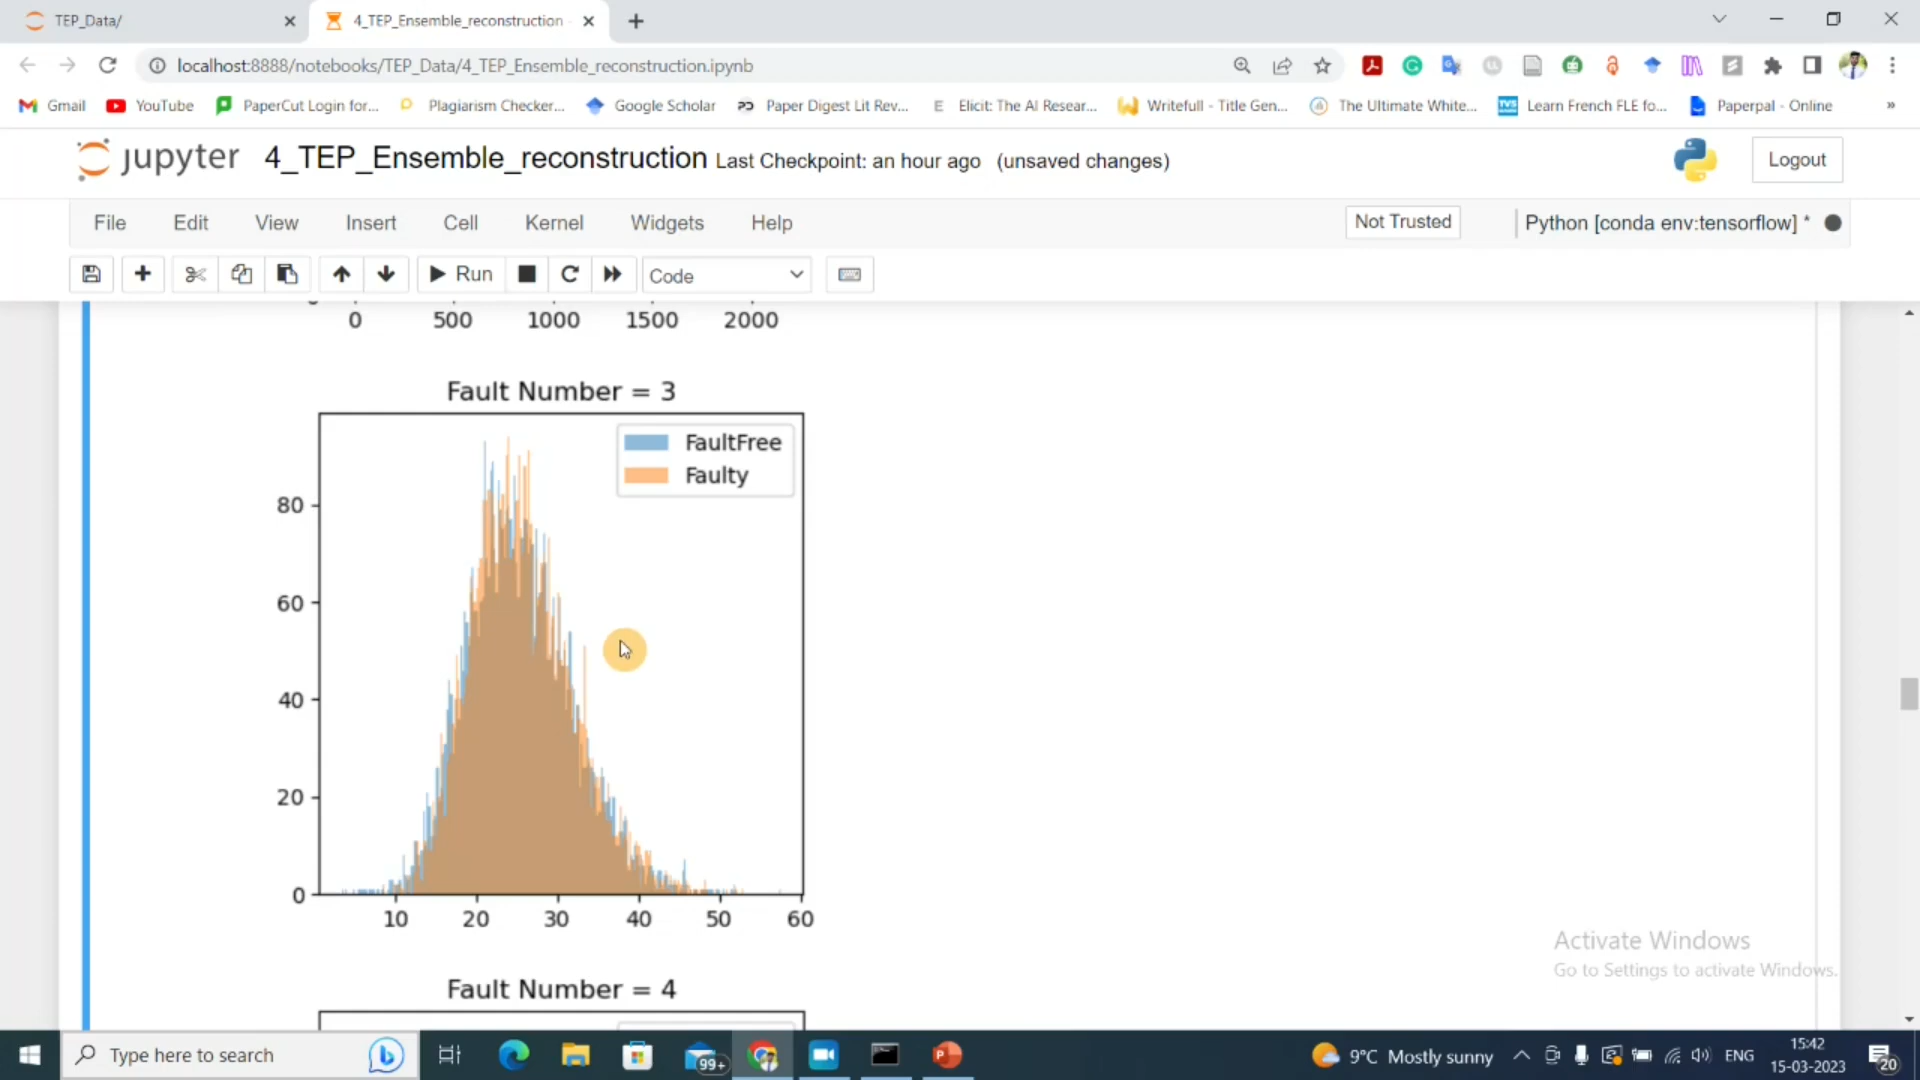 TEP_Data/
4_TEP_Ensemble_reconstruction
localhost:8888/notebooks/TEP_Data/4_TEP_Ensemble_reconstruction.ipynb
Gmail YouTube PaperCut Login for... Plagiarism Checker... Google Scholar Paper Digest Lit Rev... Elicit: The AI Resear... Writefull - Title Gen... The Ultimate White... Learn French FLE fo... Paperpal - Online »
jupyter 4_TEP_Ensemble_reconstruction Last Checkpoint: an hour ago (unsaved changes) Logout
File Edit View Insert Cell Kernel Widgets Help Not Trusted Python [conda env:tensorflow] *
Run Code
0 500 1000 1500 2000
Fault Number = 3
FaultFree
Faulty
80
60
40
20
0
10 20 30 40 50 60
Activate Windows
Go to Settings to activate Windows.
Fault Number = 4
Type here to search 99+ 9°C Mostly sunny ENG 15:42
15-03-2023 20